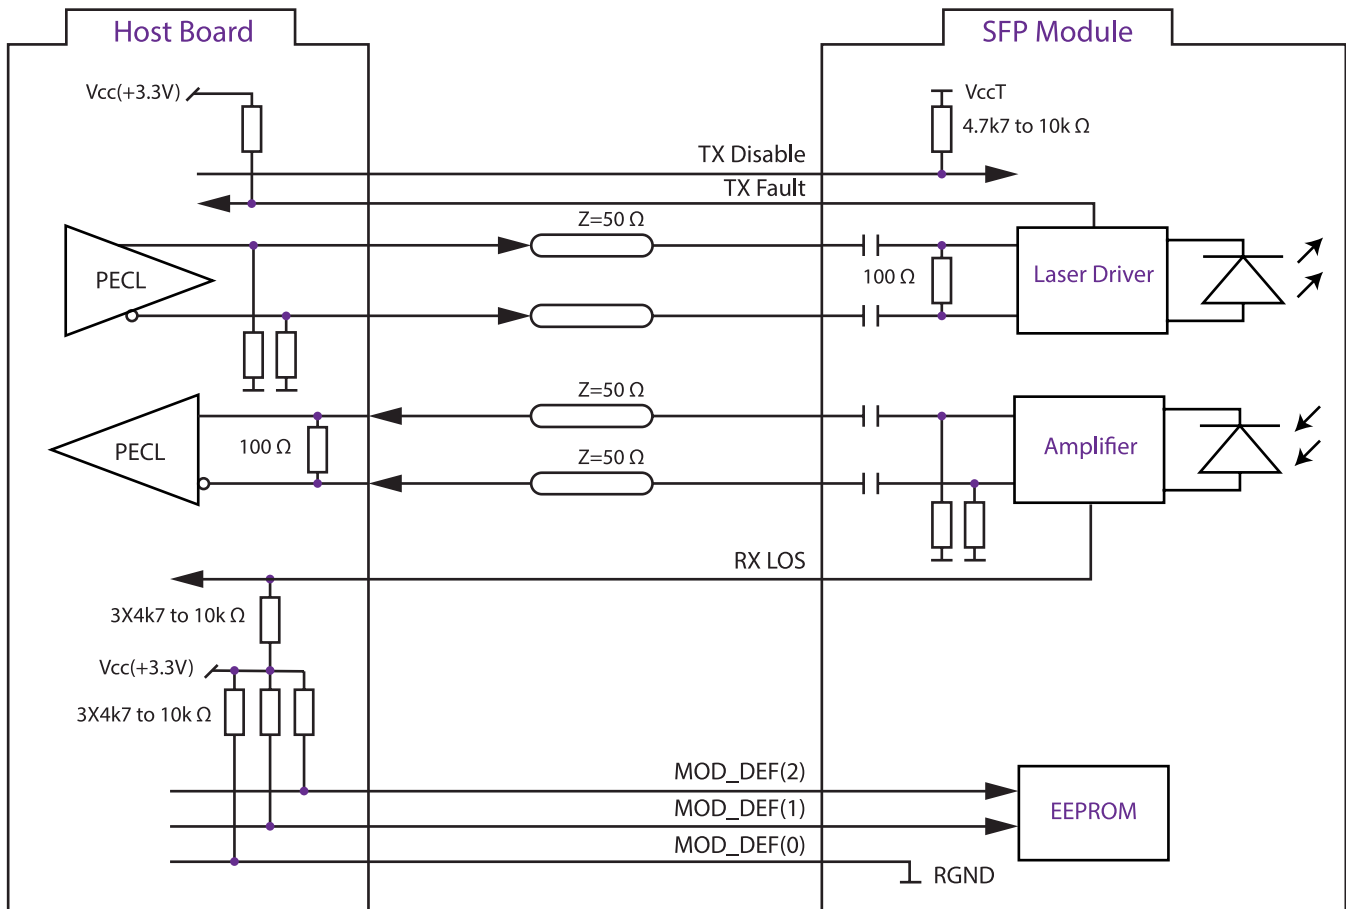 Host Board
SFP Module
Vcc(+3.3V)
VccT
4.7k7 to 10k Ω
TX Disable
TX Fault
Z=50 Ω
PECL
100 Ω
Laser Driver
Z=50 Ω
PECL
100 Ω
Z=50 Ω
Amplifier
RX LOS
3X4k7 to 10k Ω
Vcc(+3.3V)
3X4k7 to 10k Ω
MOD_DEF(2)
MOD_DEF(1)
EEPROM
MOD_DEF(0)
RGND